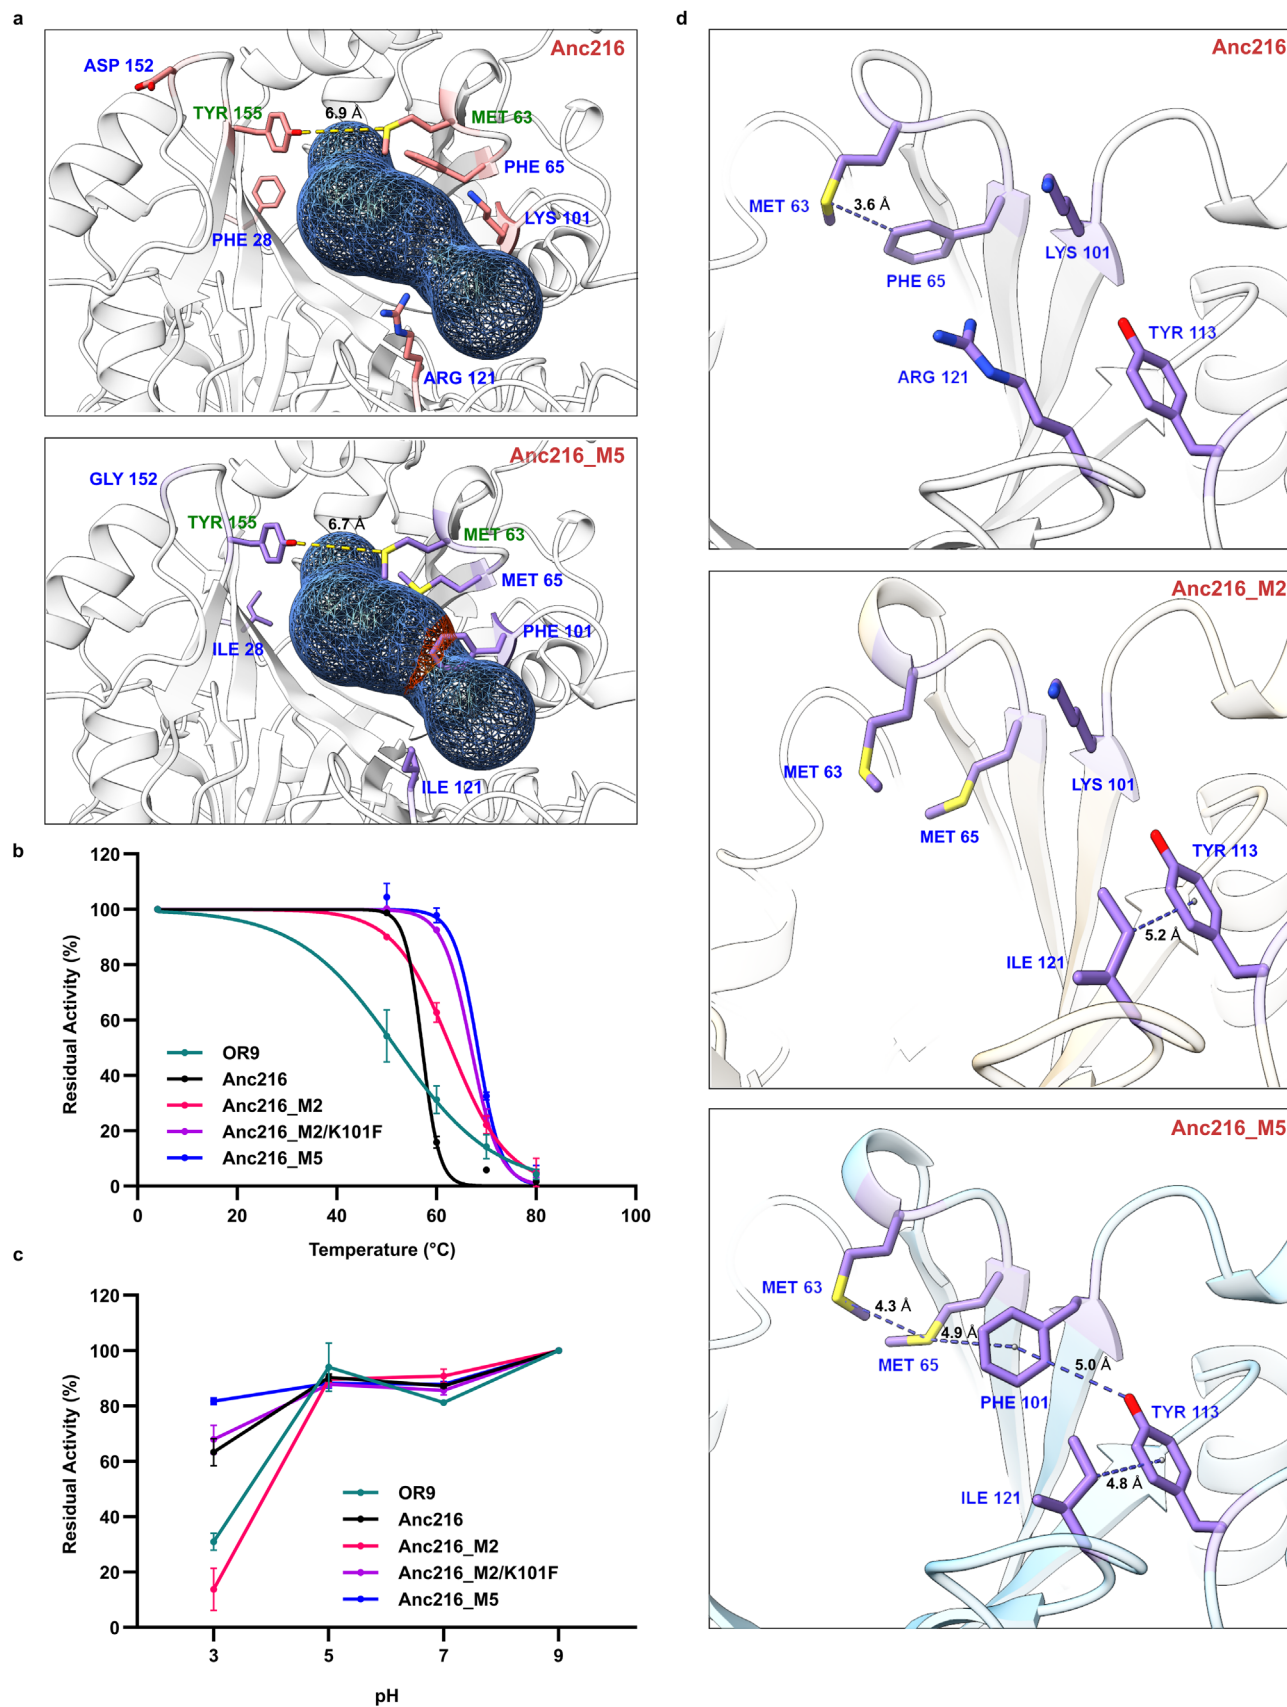 a
Anc216
ASP 152
TYR 155
6.9 Å
MET 63
PHE 65
LYS 101
PHE 28
ARG 121
Anc216_M5
GLY 152
TYR 155
6.7 Å
MET 63
MET 65
PHE 101
ILE 28
ILE 121
b
120
100
80
60
40
20
0
Residual Activity (%)
OR9
Anc216
Anc216_M2
Anc216_M2/K101F
Anc216_M5
0
20
40
60
80
100
Temperature (°C)
c
120
100
80
60
40
20
0
Residual Activity (%)
OR9
Anc216
Anc216_M2
Anc216_M2/K101F
Anc216_M5
3
5
7
9
pH
d
Anc216
MET 63
3.6 Å
PHE 65
LYS 101
TYR 113
ARG 121
Anc216_M2
MET 63
LYS 101
MET 65
TYR 113
5.2 Å
ILE 121
Anc216_M5
MET 63
4.3 Å
4.9 Å
MET 65
5.0 Å
PHE 101
TYR 113
4.8 Å
ILE 121